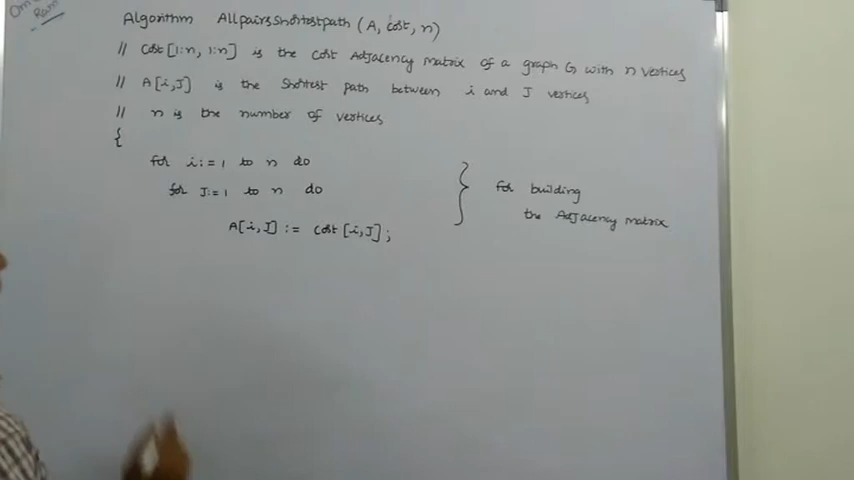 Om
Ram
Algorithm Allpairsshortestpath (A, cost, n)
// Cost[1:n, 1:n] is the cost Adjacency matrix of a graph G with n vertices
// A[i,J] is the shortest path between i and J vertices
// n is the number of vertices
{
for i:=1 to n do
for J:=1 to n do
A[i,J] := cost[i,J];
} for building
the Adjacency matrix